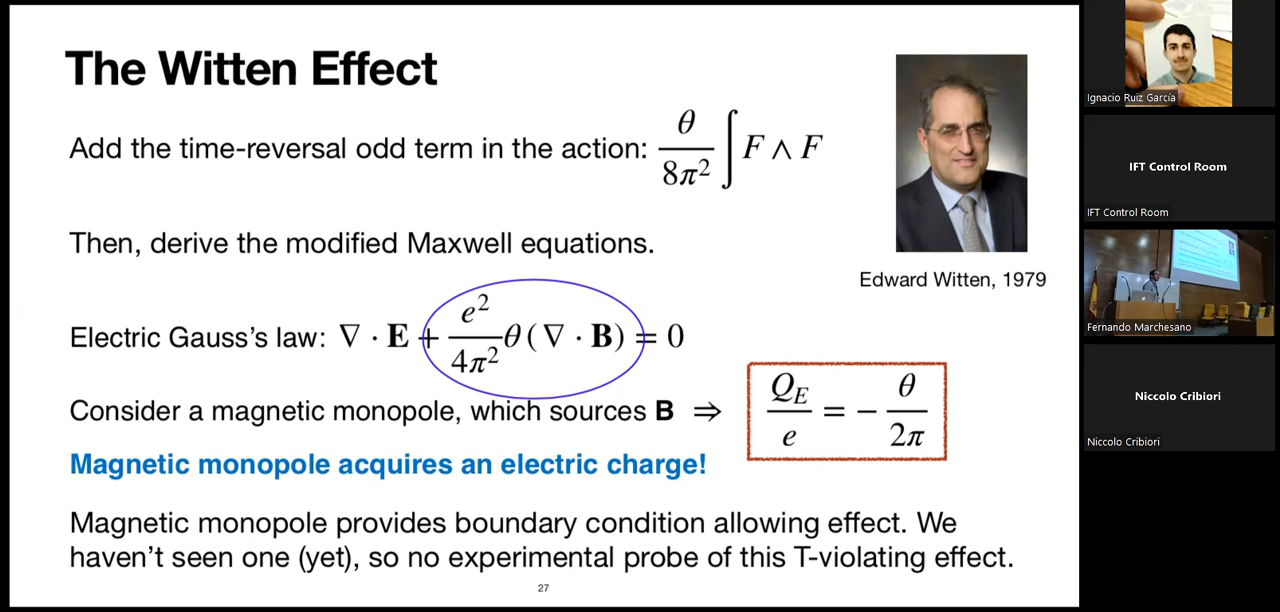 The Witten Effect
Add the time-reversal odd term in the action: θ/8π² ∫ F ∧ F
Edward Witten, 1979
Then, derive the modified Maxwell equations.
Electric Gauss's law: ∇ · E + e²/4π² θ(∇ · B) = 0
Consider a magnetic monopole, which sources B ⇒ Q_E/e = − θ/2π
Magnetic monopole acquires an electric charge!
Magnetic monopole provides boundary condition allowing effect. We
haven't seen one (yet), so no experimental probe of this T-violating effect.
27
Ignacio Ruiz García
IFT Control Room
IFT Control Room
Fernando Marchesano
Niccolo Cribiori
Niccolo Cribiori